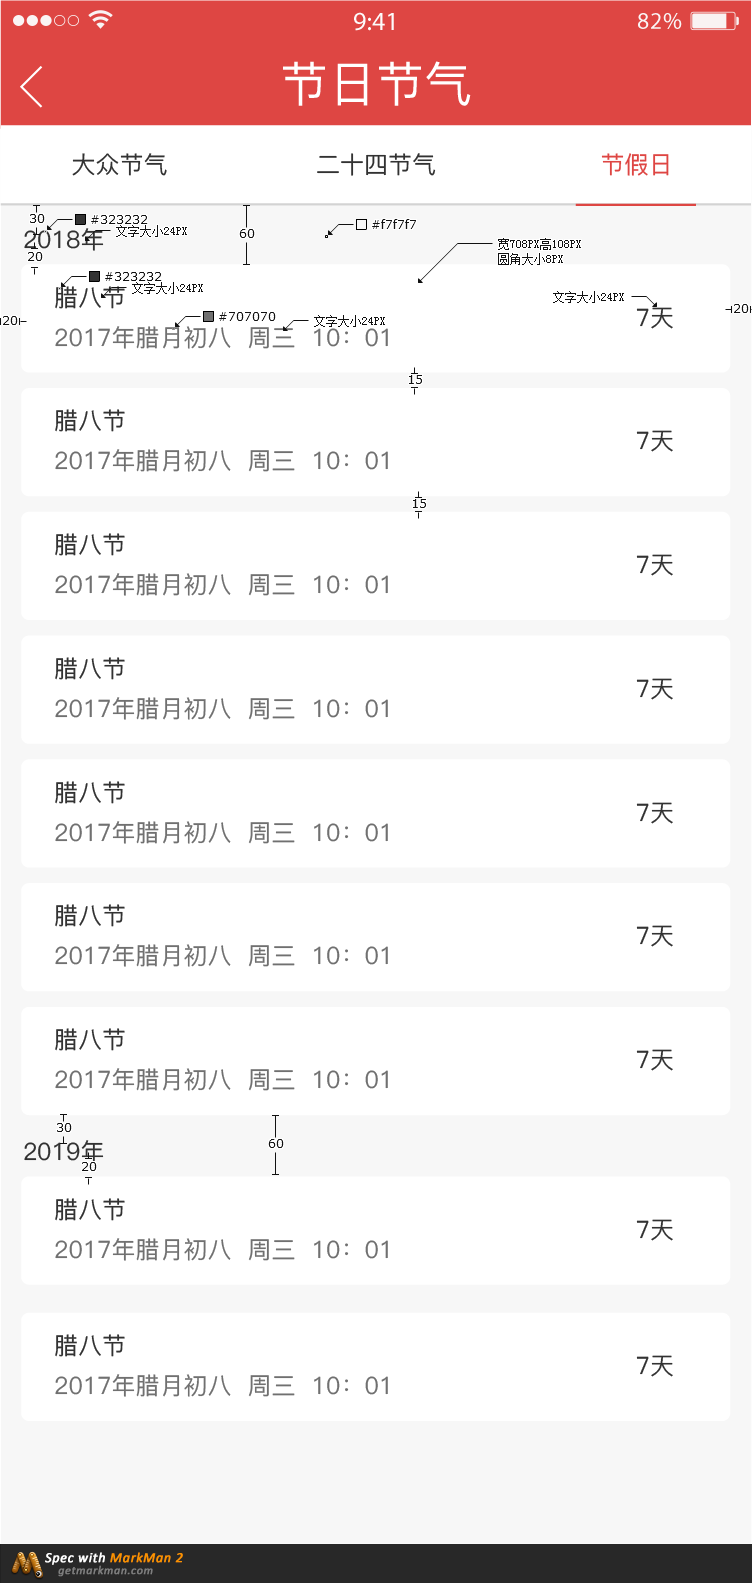 9:41
82%
节日节气
大众节气
二十四节气
节假日
30
#323232
文字大小24PX
60
#f7f7f7
2018年
20
宽708PX高108PX
圆角大小8PX
#323232
文字大小24PX
腊八节
文字大小24PX
7天
20
20
#707070
文字大小24PX
2017年腊月初八 周三 10：01
15
腊八节
2017年腊月初八 周三 10：01
7天
15
腊八节
2017年腊月初八 周三 10：01
7天
腊八节
2017年腊月初八 周三 10：01
7天
腊八节
2017年腊月初八 周三 10：01
7天
腊八节
2017年腊月初八 周三 10：01
7天
腊八节
2017年腊月初八 周三 10：01
7天
30
60
2019年
20
腊八节
2017年腊月初八 周三 10：01
7天
腊八节
2017年腊月初八 周三 10：01
7天
Spec with MarkMan 2
getmarkman.com